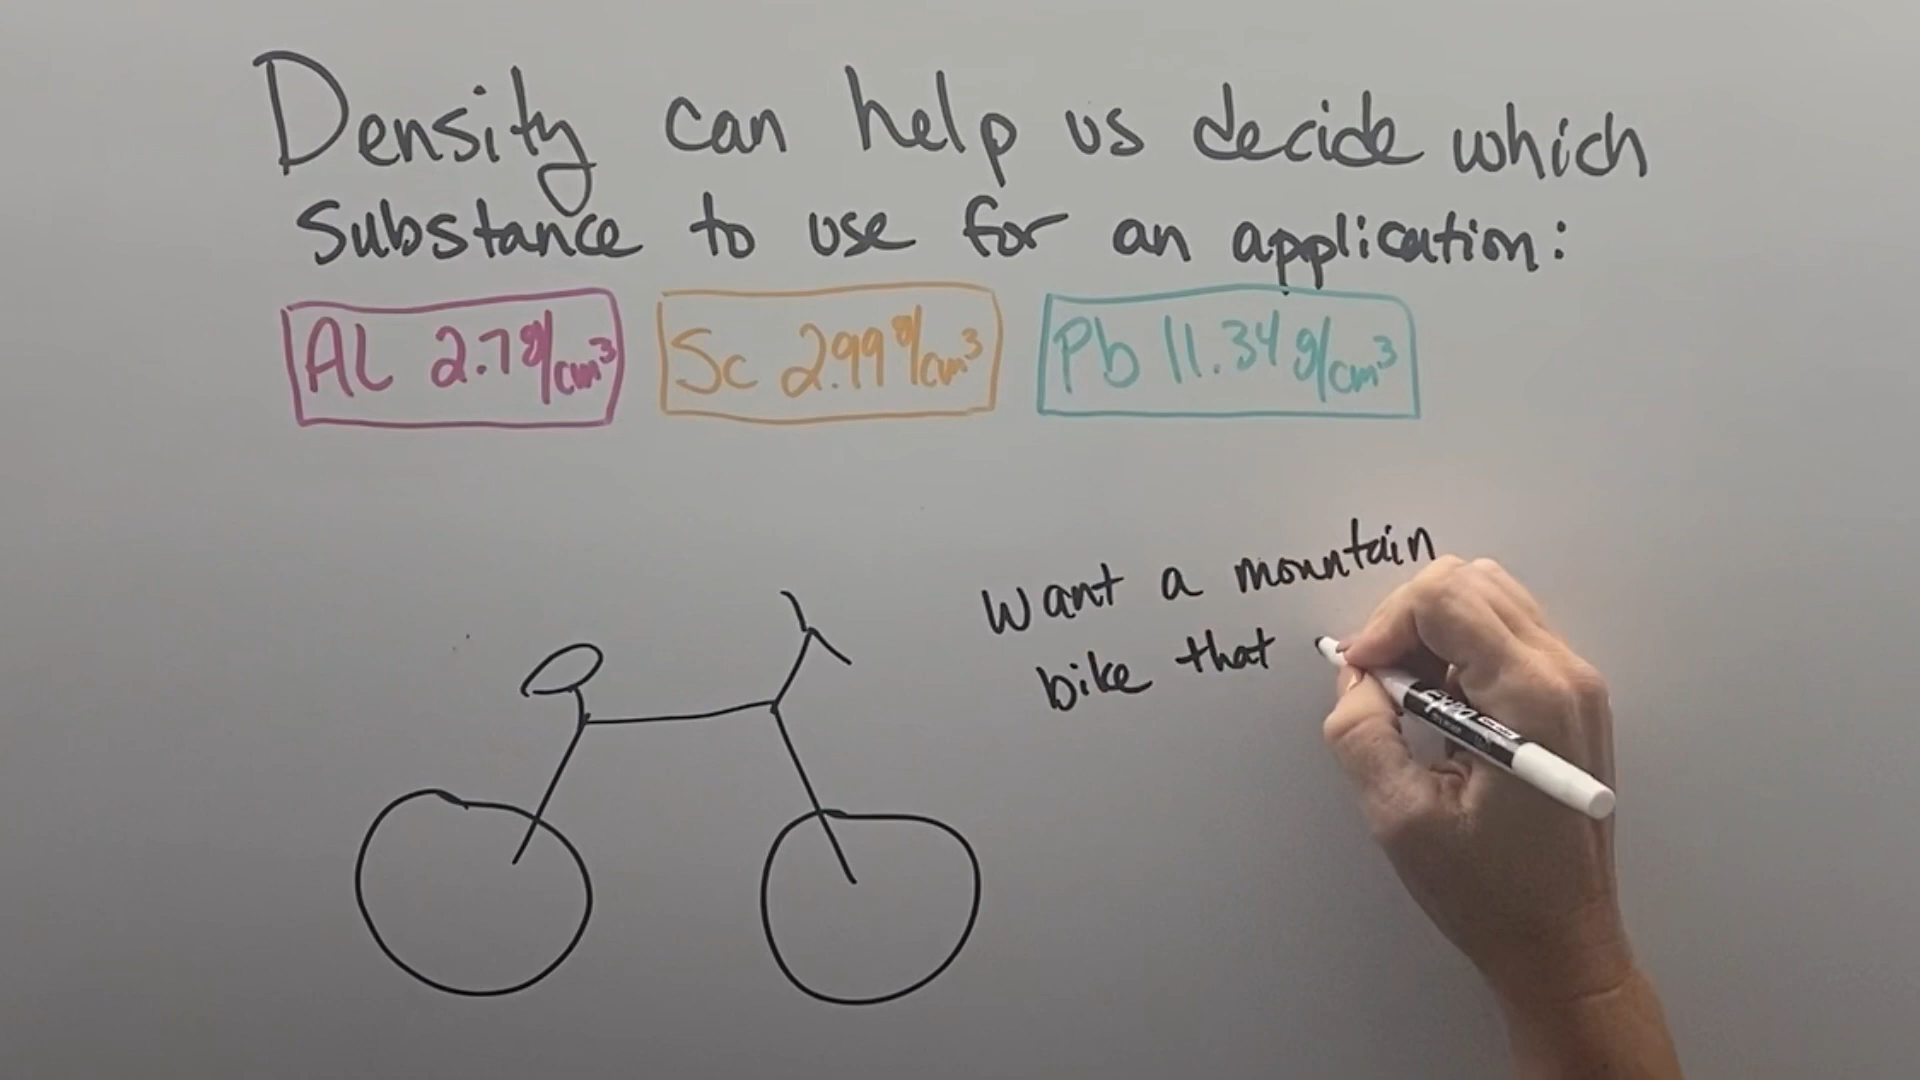 Density can help us decide which
substance to use for an application:
AL 2.7 g/cm³
Sc 2.99 g/cm³
Pb 11.34 g/cm³
Want a mountain
bike that
Expo